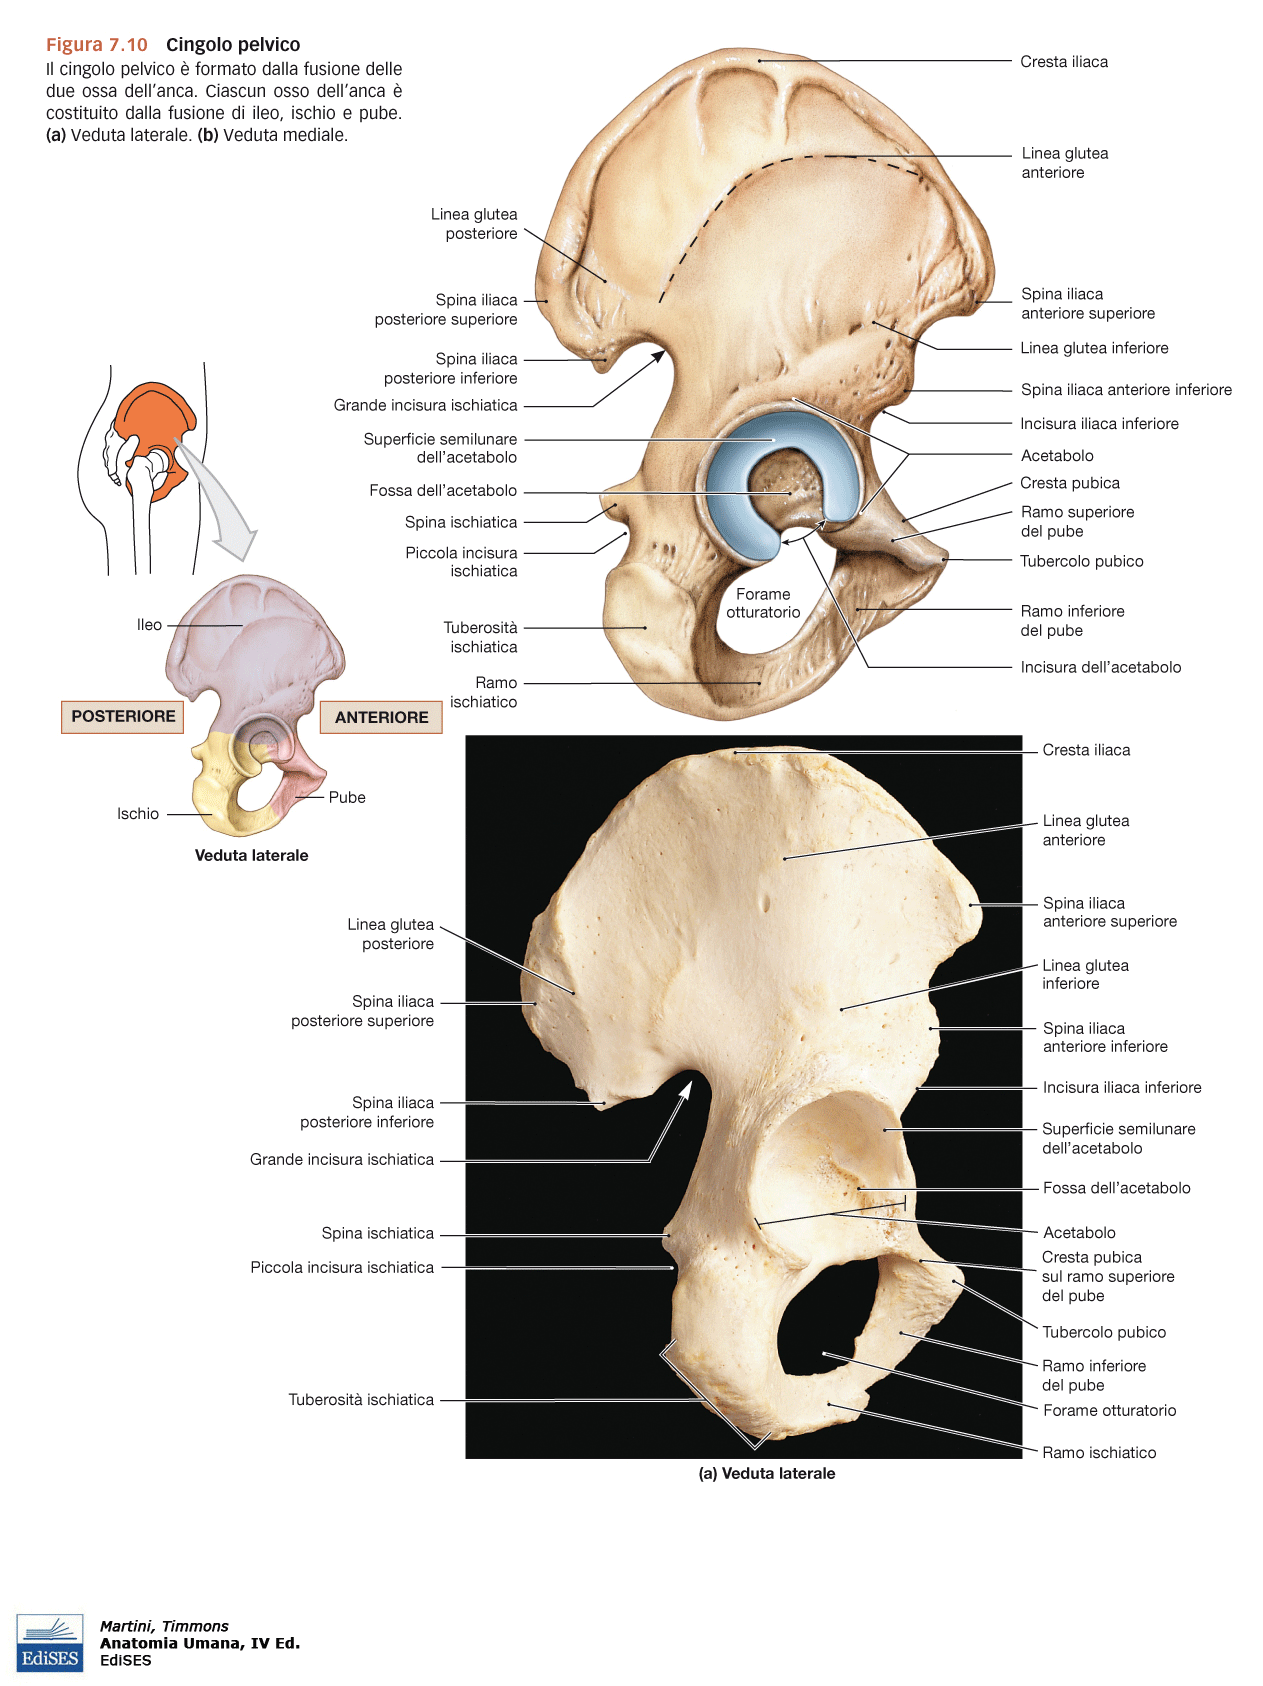 Figura 7.10 Cingolo pelvico
Il cingolo pelvico è formato dalla fusione delle
due ossa dell'anca. Ciascun osso dell'anca è
costituito dalla fusione di ileo, ischio e pube.
(a) Veduta laterale. (b) Veduta mediale.
Cresta iliaca
Linea glutea
anteriore
Linea glutea
posteriore
Spina iliaca
posteriore superiore
Spina iliaca
anteriore superiore
Spina iliaca
posteriore inferiore
Linea glutea inferiore
Grande incisura ischiatica
Spina iliaca anteriore inferiore
Superficie semilunare
dell'acetabolo
Incisura iliaca inferiore
Acetabolo
Fossa dell'acetabolo
Cresta pubica
Spina ischiatica
Ramo superiore
del pube
Piccola incisura
ischiatica
Tubercolo pubico
Forame
otturatorio
Tuberosità
ischiatica
Ramo inferiore
del pube
Ramo
ischiatico
Incisura dell'acetabolo
Ileo
POSTERIORE
ANTERIORE
Pube
Ischio
Veduta laterale
Cresta iliaca
Linea glutea
anteriore
Linea glutea
posteriore
Spina iliaca
anteriore superiore
Spina iliaca
posteriore superiore
Linea glutea
inferiore
Spina iliaca
anteriore inferiore
Spina iliaca
posteriore inferiore
Incisura iliaca inferiore
Superficie semilunare
dell'acetabolo
Grande incisura ischiatica
Fossa dell'acetabolo
Spina ischiatica
Acetabolo
Piccola incisura ischiatica
Cresta pubica
sul ramo superiore
del pube
Tubercolo pubico
Ramo inferiore
del pube
Tuberosità ischiatica
Forame otturatorio
Ramo ischiatico
(a) Veduta laterale
Martini, Timmons
Anatomia Umana, IV Ed.
EdiSES
EdiSES